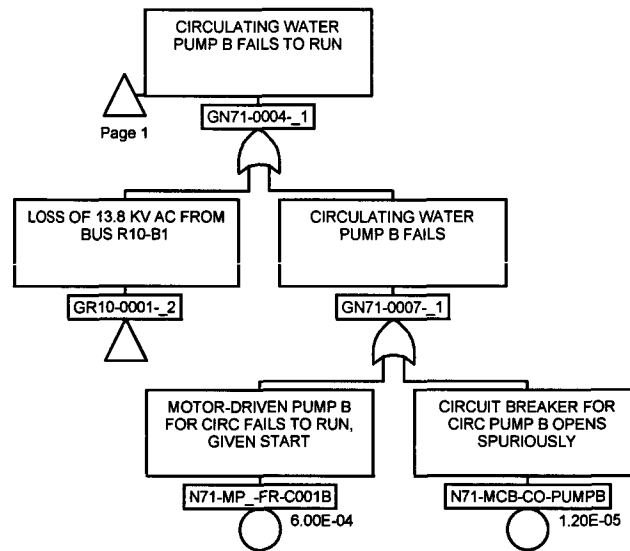 CIRCULATING WATER
PUMP B FAILS TO RUN
Page 1
GN71-0004-_1
LOSS OF 13.8 KV AC FROM
BUS R10-B1
CIRCULATING WATER
PUMP B FAILS
GR10-0001-_2
GN71-0007-_1
MOTOR-DRIVEN PUMP B
FOR CIRC FAILS TO RUN,
GIVEN START
CIRCUIT BREAKER FOR
CIRC PUMP B OPENS
SPURIOUSLY
N71-MP_-FR-C001B
N71-MCB-CO-PUMPB
6.00E-04
1.20E-05